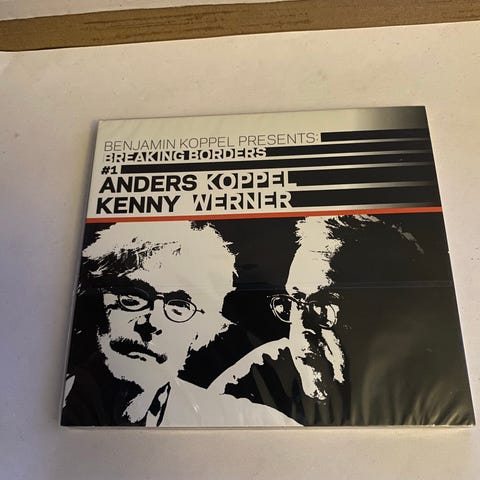 BENJAMIN KOPPEL PRESENTS:
BREAKING BORDERS
#1
ANDERS KOPPEL
KENNY WERNER